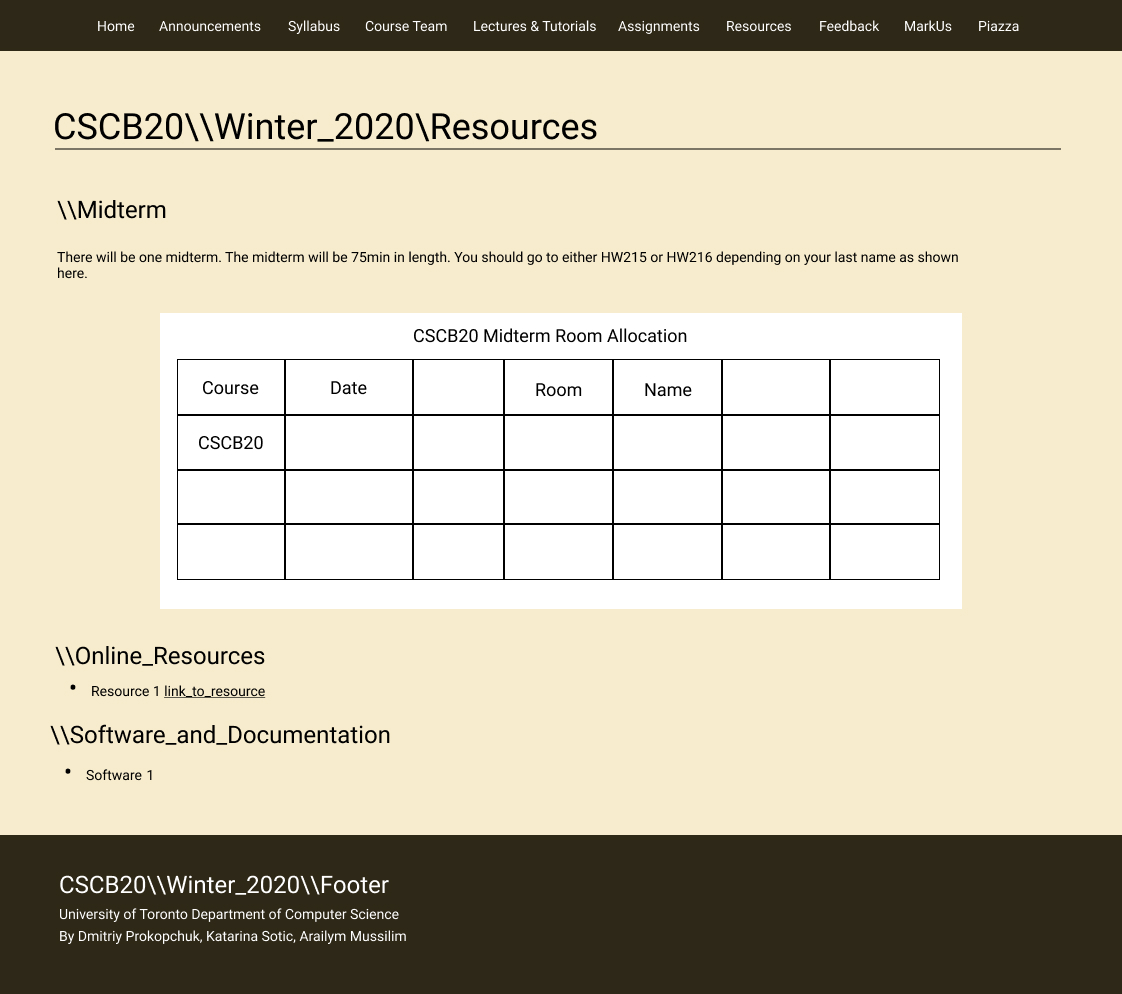 Home Announcements Syllabus Course Team Lectures & Tutorials Assignments Resources Feedback MarkUs Piazza
CSCB20\\Winter_2020\Resources
\\Midterm
There will be one midterm. The midterm will be 75min in length. You should go to either HW215 or HW216 depending on your last name as shown
here.
CSCB20 Midterm Room Allocation
Course Date Room Name
CSCB20
\\Online_Resources
• Resource 1 link_to_resource
\\Software_and_Documentation
• Software 1
CSCB20\\Winter_2020\\Footer
University of Toronto Department of Computer Science
By Dmitriy Prokopchuk, Katarina Sotic, Arailym Mussilim